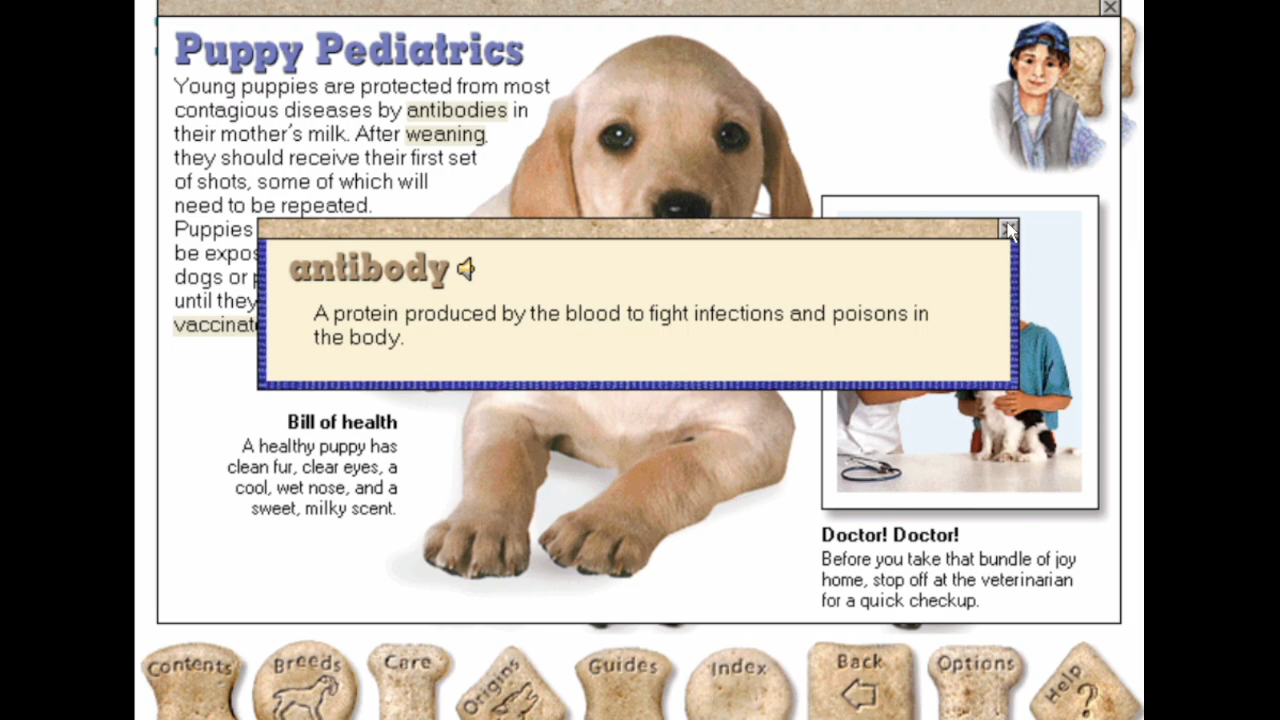 Puppy Pediatrics
Young puppies are protected from most
contagious diseases by antibodies in
their mother's milk. After weaning,
they should receive their first set
of shots, some of which will
need to be repeated.
Puppies
be expos
dogs or
until they
vaccinat
antibody
A protein produced by the blood to fight infections and poisons in
the body.
Bill of health
A healthy puppy has
clean fur, clear eyes, a
cool, wet nose, and a
sweet, milky scent.
Doctor! Doctor!
Before you take that bundle of joy
home, stop off at the veterinarian
for a quick checkup.
Contents
Breeds
Care
Origins
Guides
Index
Back
Options
Help
?